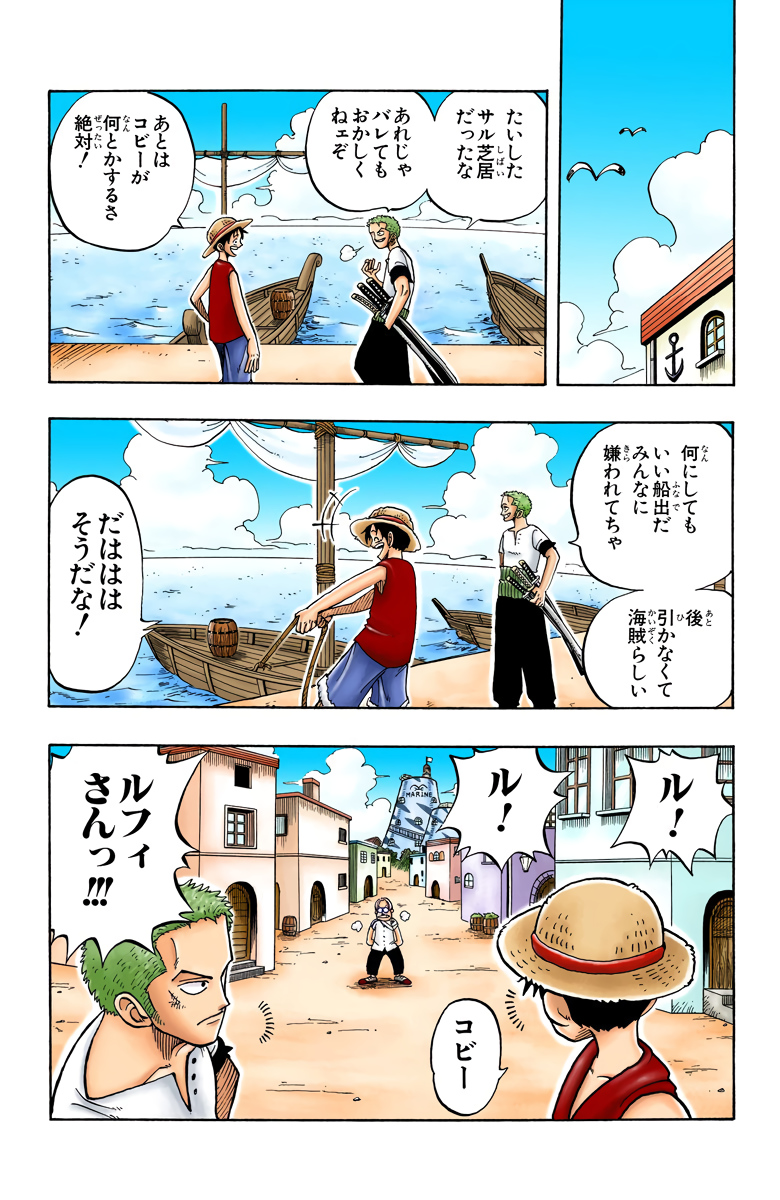 たいした
サル芝居
だったな
あれじゃ
バレても
おかしく
ねェぞ
あとは
コビーが
何とかするさ
絶対!
何にしても
いい船出だ
みんなに
嫌われてちゃ
後
引かなくて
海賊らしい
だははは
そうだな!
ル!
ル!
ルフィ
さんっ!!!
MARINE
コビー